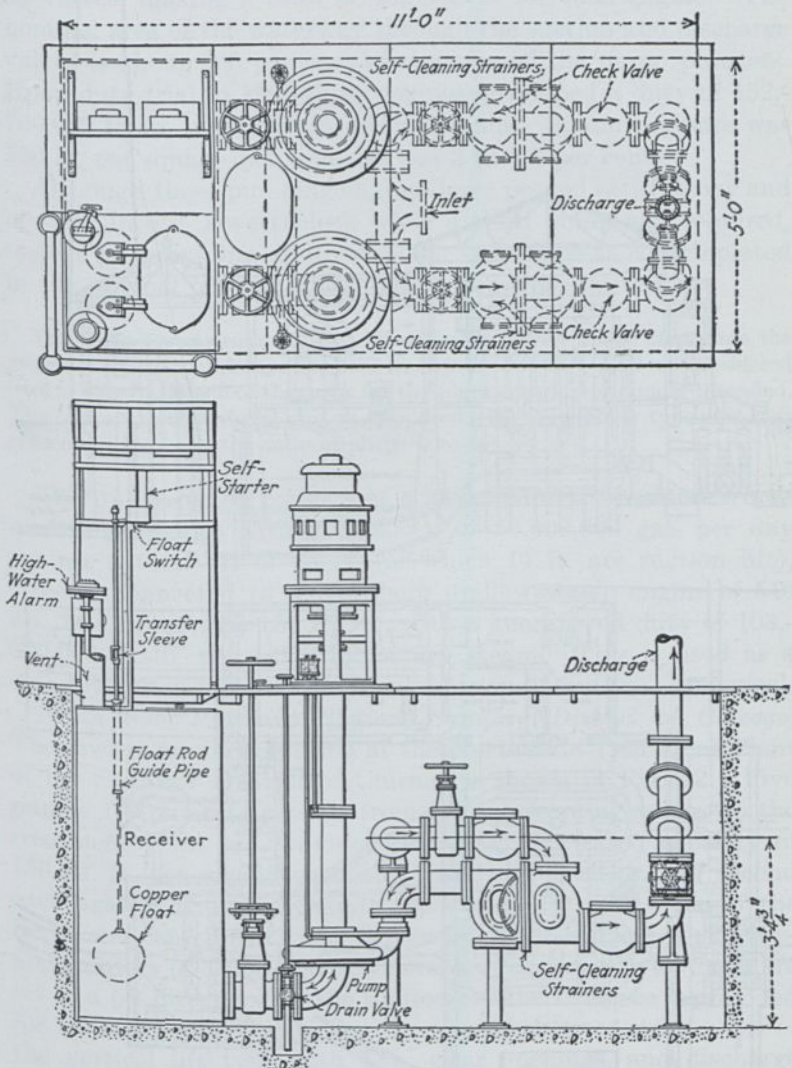 11'-0"
Self-Cleaning Strainers
Check Valve
Inlet
Discharge
5'-0"
Check Valve
Self-Cleaning Strainers
Self-
Starter
Float
Switch
High-
Water
Alarm
Transfer
Sleeve
Vent
Discharge
Float Rod
Guide Pipe
Receiver
Copper
Float
3'-4¾"
Pump
Drain Valve
Self-Cleaning
Strainers